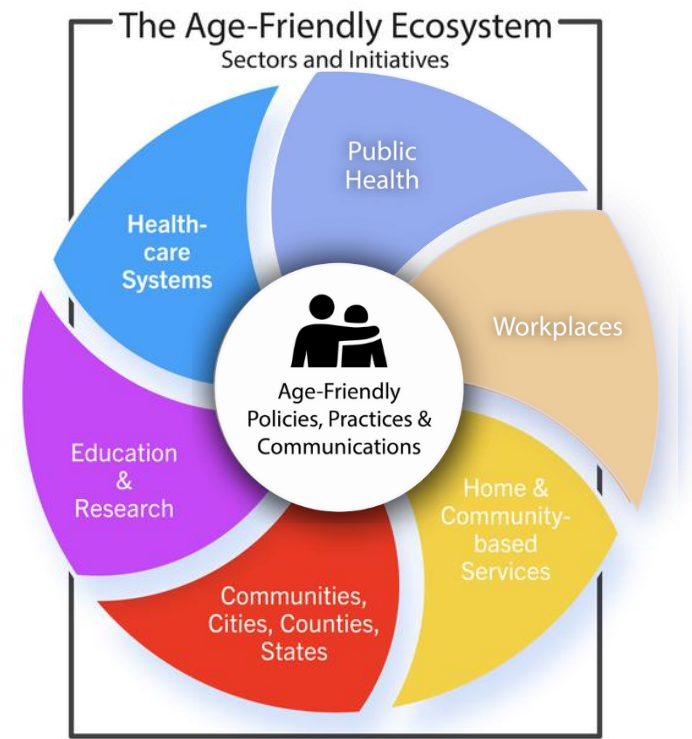 The Age-Friendly Ecosystem
Sectors and Initiatives
Public
Health
Health-
care
Systems
Workplaces
Age-Friendly
Policies, Practices &
Communications
Education
&
Research
Home &
Community-
based
Services
Communities,
Cities, Counties,
States